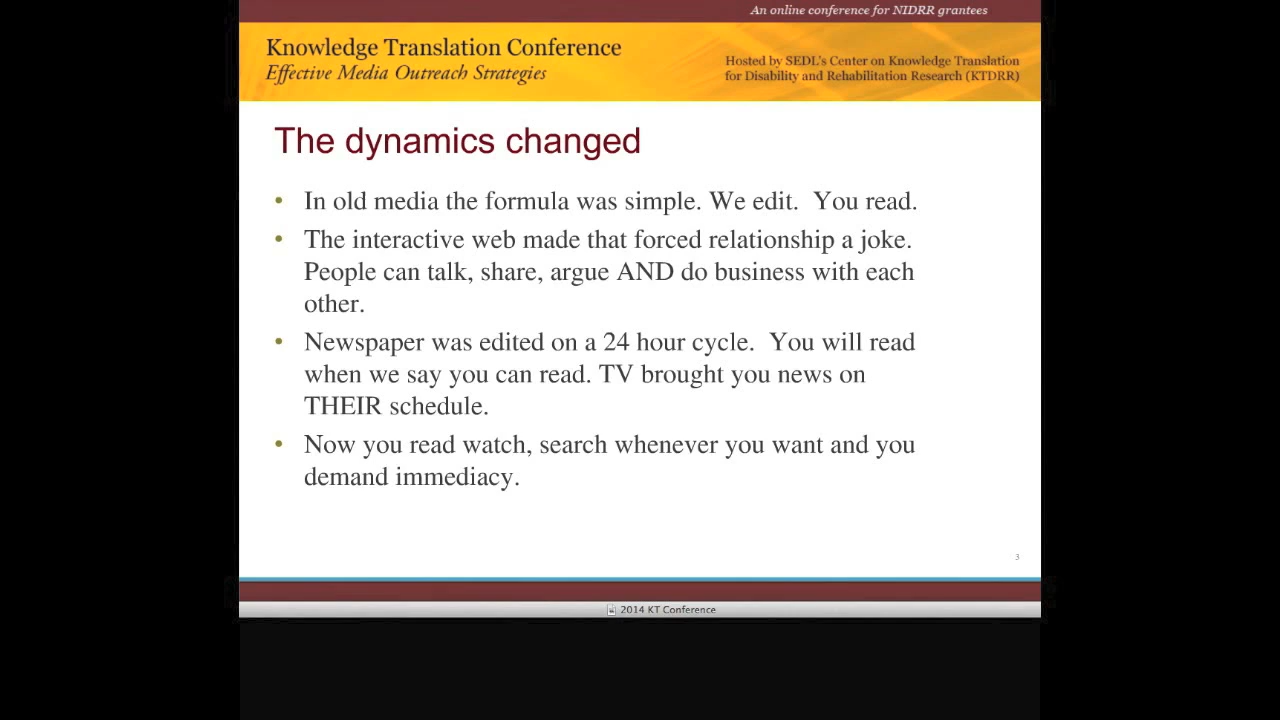 An online conference for NIDRR grantees
Knowledge Translation Conference
Effective Media Outreach Strategies
Hosted by SEDL's Center on Knowledge Translation
for Disability and Rehabilitation Research (KTDRR)
The dynamics changed
• In old media the formula was simple. We edit.  You read.
• The interactive web made that forced relationship a joke.
People can talk, share, argue AND do business with each
other.
• Newspaper was edited on a 24 hour cycle.  You will read
when we say you can read. TV brought you news on
THEIR schedule.
• Now you read watch, search whenever you want and you
demand immediacy.
3
2014 KT Conference